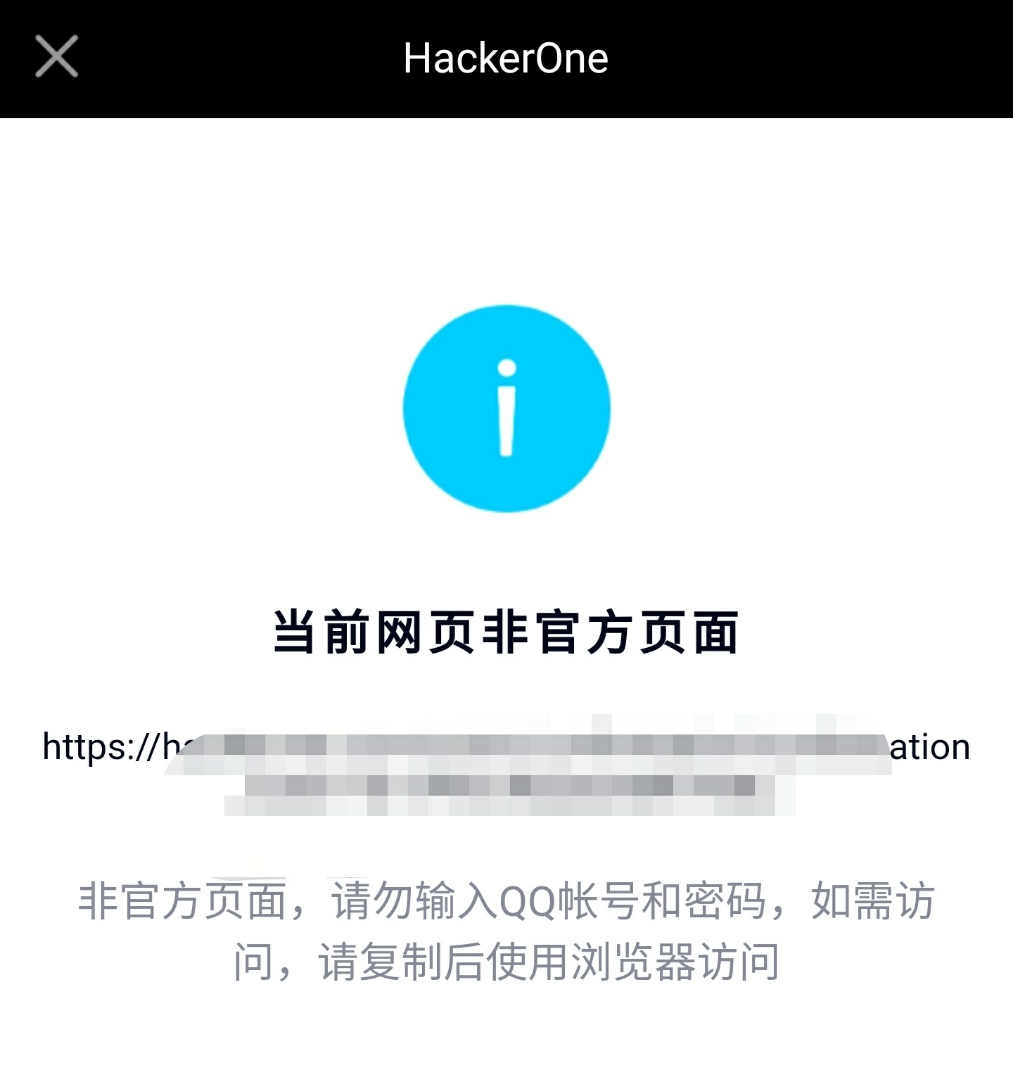 HackerOne
当前网页非官方页面
https://h ation
非官方页面，请勿输入QQ帐号和密码，如需访
问，请复制后使用浏览器访问